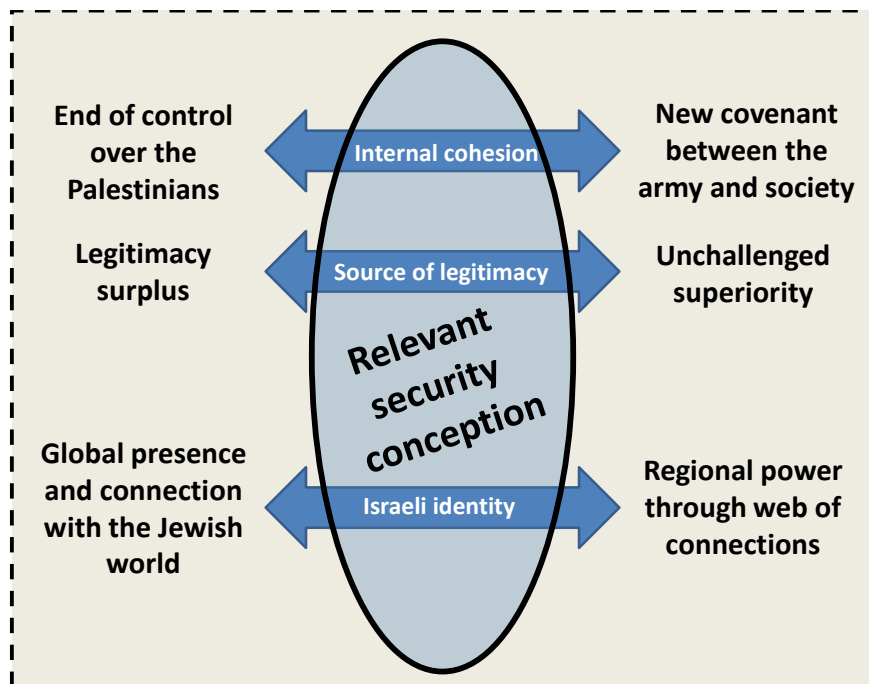 End of control
over the
Palestinians
Internal cohesion
New covenant
between the
army and society
Legitimacy
surplus
Source of legitimacy
Unchallenged
superiority
Relevant
security
conception
Global presence
and connection
with the Jewish
world
Israeli identity
Regional power
through web of
connections